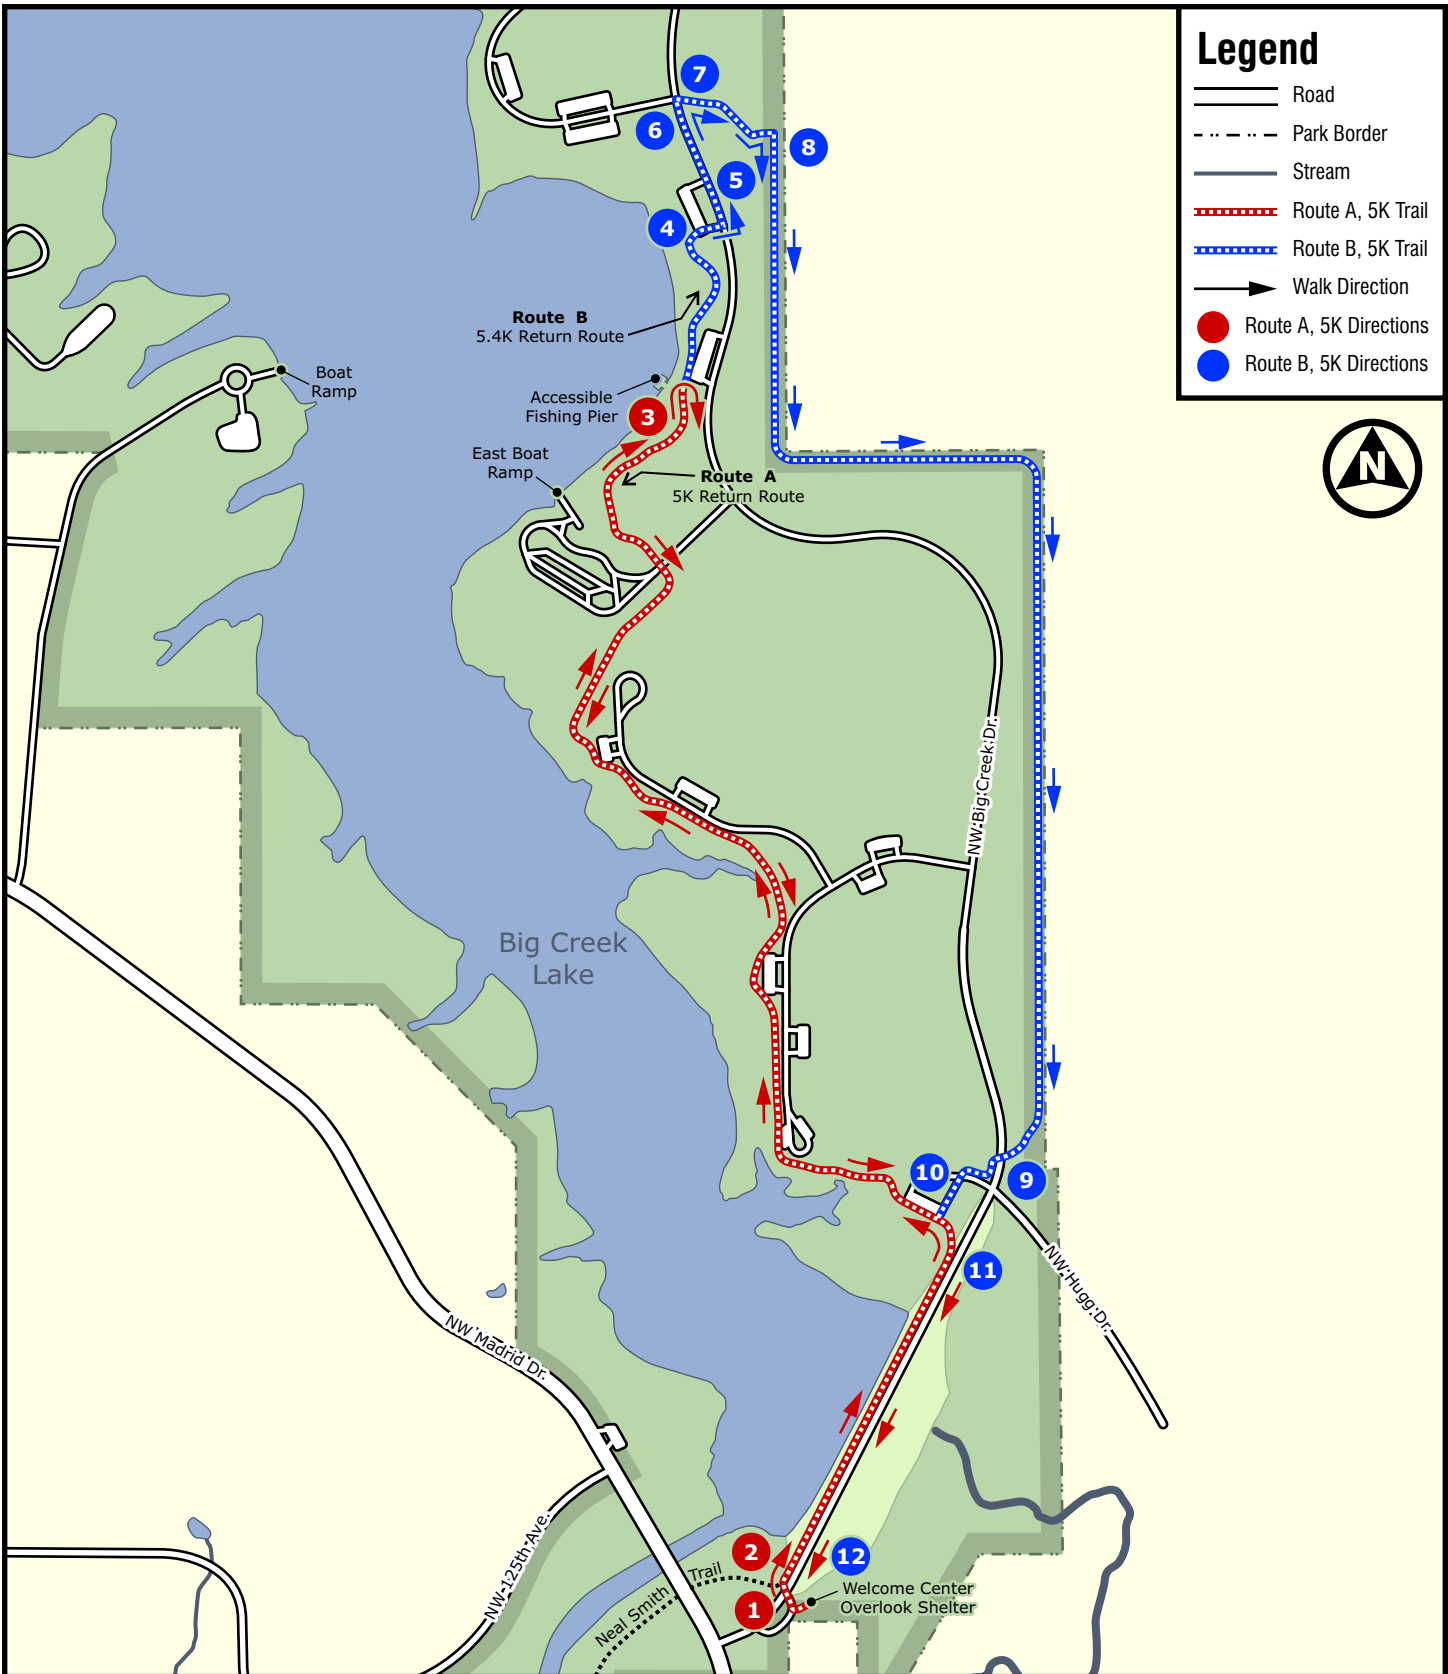 Legend
Road
Park Border
Stream
Route A, 5K Trail
Route B, 5K Trail
Walk Direction
Route A, 5K Directions
Route B, 5K Directions
N
7
6
8
5
4
Route B
5.4K Return Route
Boat
Ramp
Accessible
Fishing Pier
3
East Boat
Ramp
Route A
5K Return Route
NW Big Creek Dr.
Big Creek
Lake
10
9
11
NW Hugg Dr.
NW Madrid Dr.
NW 125th Ave.
2
12
Neal Smith Trail
1
Welcome Center
Overlook Shelter